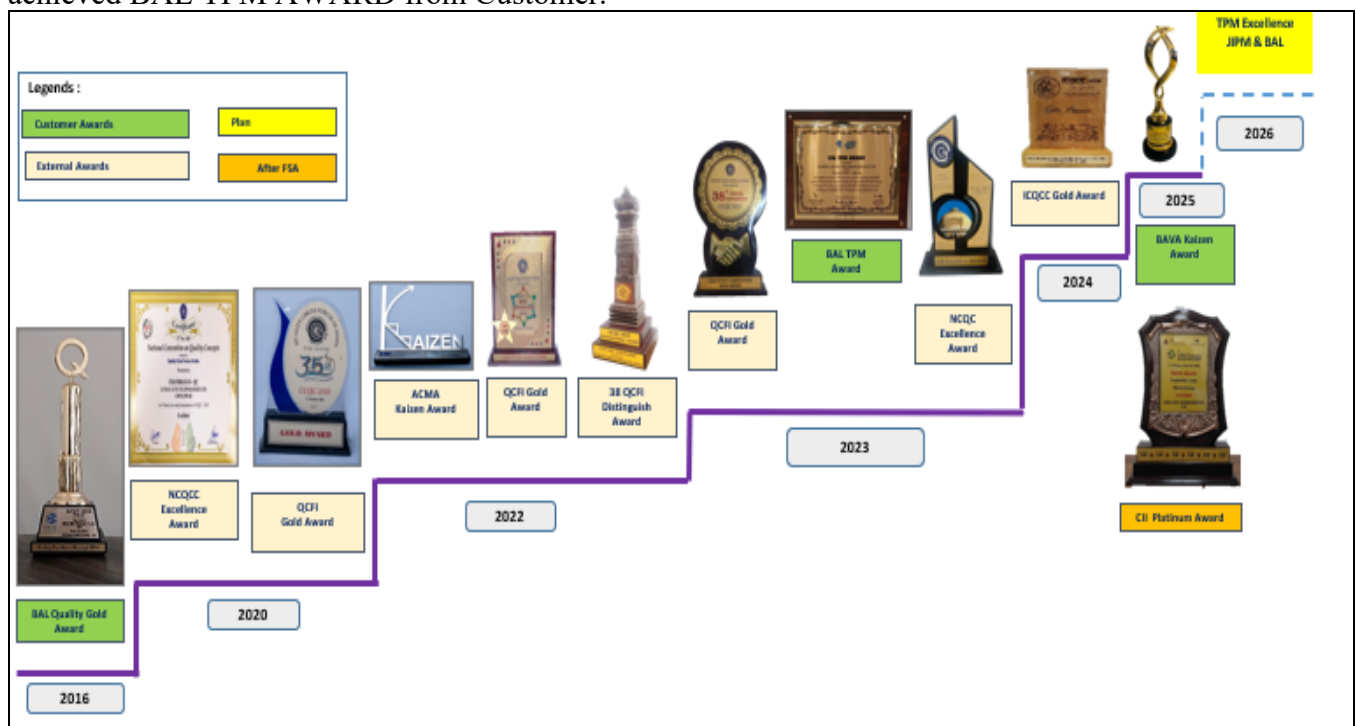 achieved BAL-TPM AWARD from Customer.
TPM Excellence
JIPM & BAL
Legends :
Customer Awards
Plan
External Awards
After FSA
2026
2025
BAVA Kaizen
Award
ICQCC Gold Award
2024
BAL TPM
Award
NCQC
Excellence
Award
QCFI Gold
Award
38 QCFI
Distinguish
Award
QCFI Gold
Award
ACMA
Kaizen Award
KAIZEN
GOLD AWARD
2023
CII Platinum Award
NCQCC
Excellence
Award
QCFI
Gold Award
2022
BAL Quality Gold
Award
2020
2016